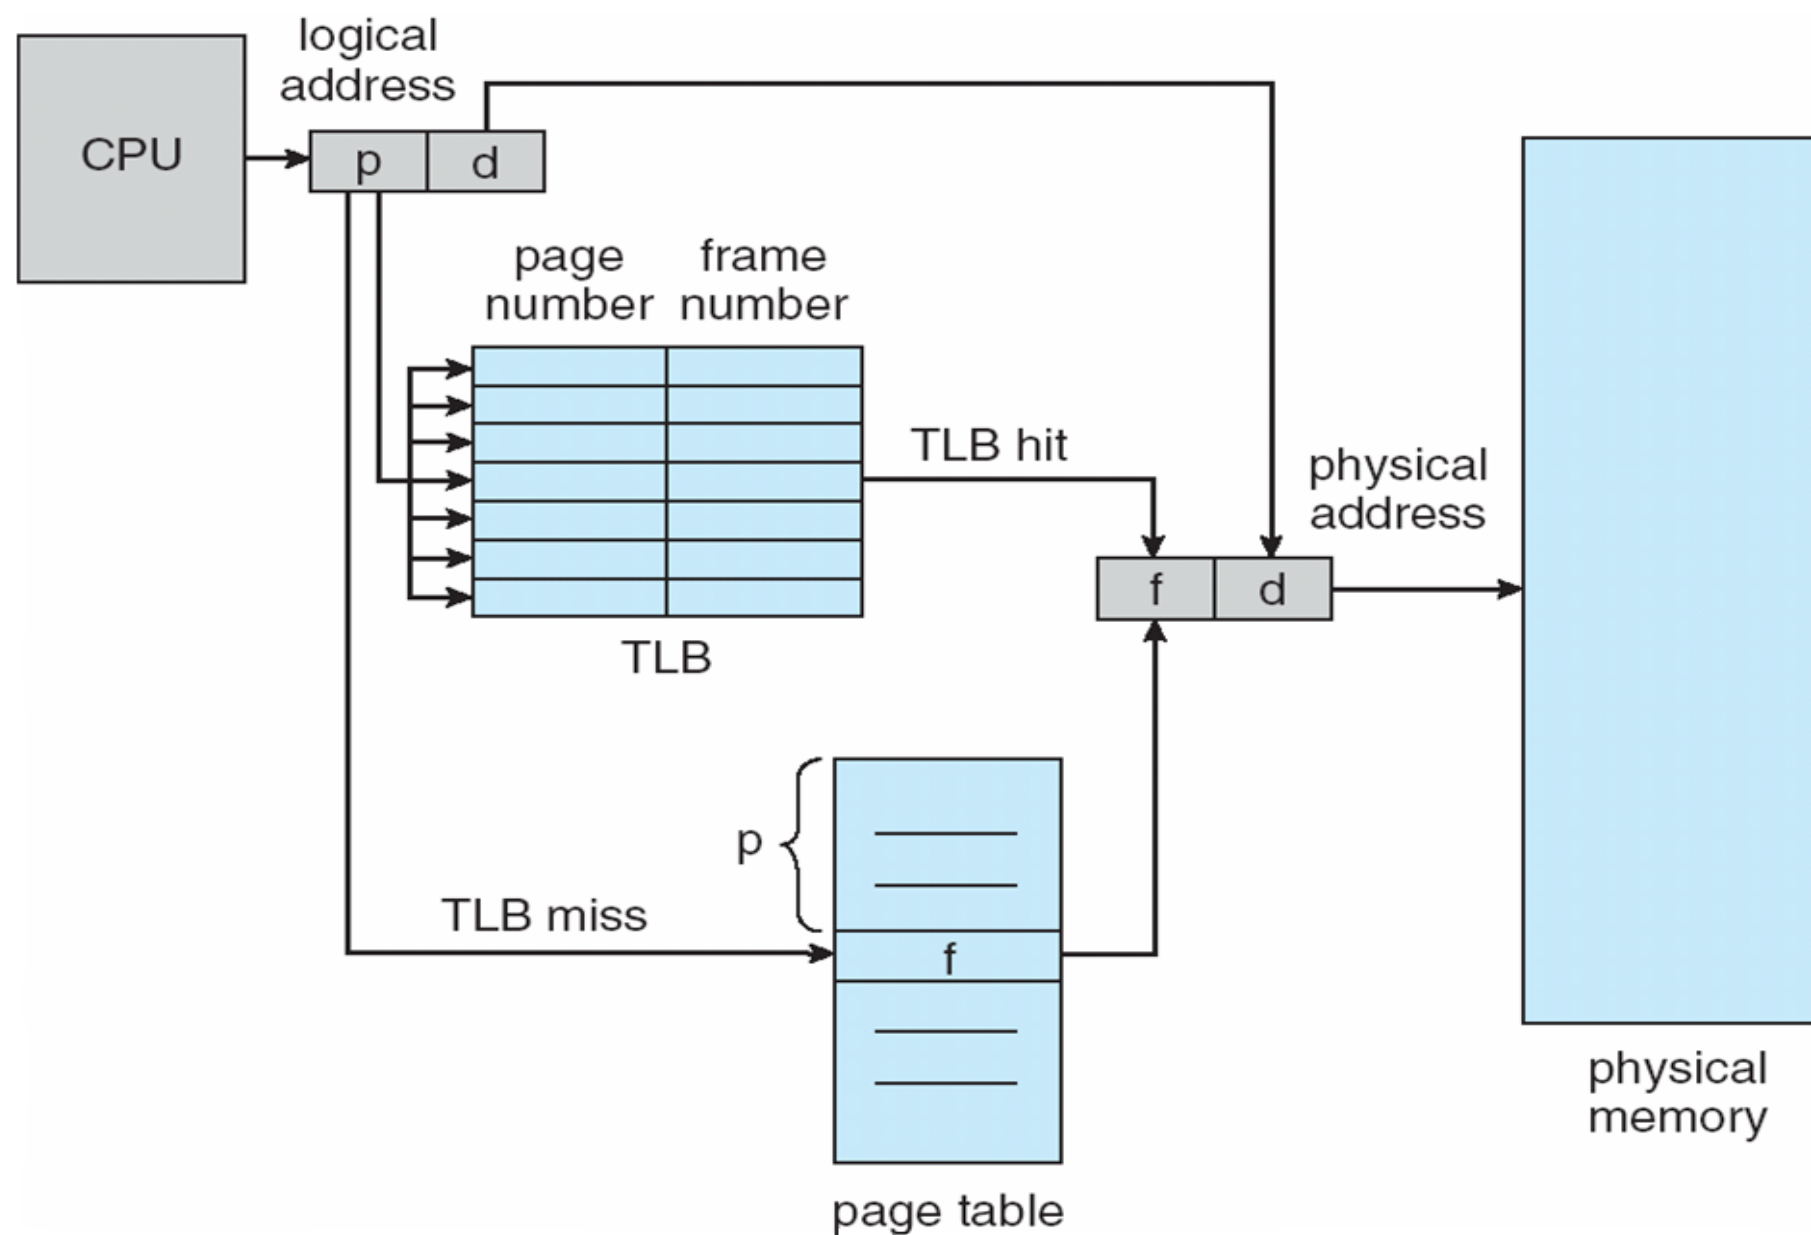 logical
address
CPU
p
d
page
number
frame
number
TLB hit
physical
address
f
d
TLB
p
TLB miss
f
physical
memory
page table